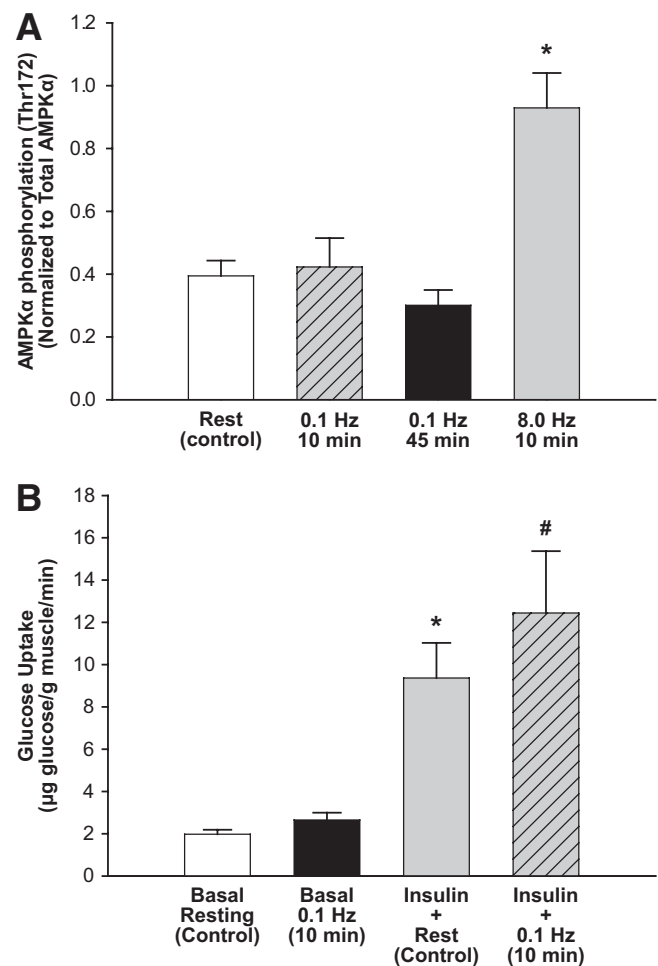 A
AMPKα phosphorylation (Thr172)
(Normalized to Total AMPKα)
1.2
1.0
0.8
0.6
0.4
0.2
0.0
*
Rest
(control)
0.1 Hz
10 min
0.1 Hz
45 min
8.0 Hz
10 min
B
Glucose Uptake
(µg glucose/g muscle/min)
18
16
14
12
10
8
6
4
2
0
*
#
Basal
Resting
(Control)
Basal
0.1 Hz
(10 min)
Insulin
+
Rest
(Control)
Insulin
+
0.1 Hz
(10 min)